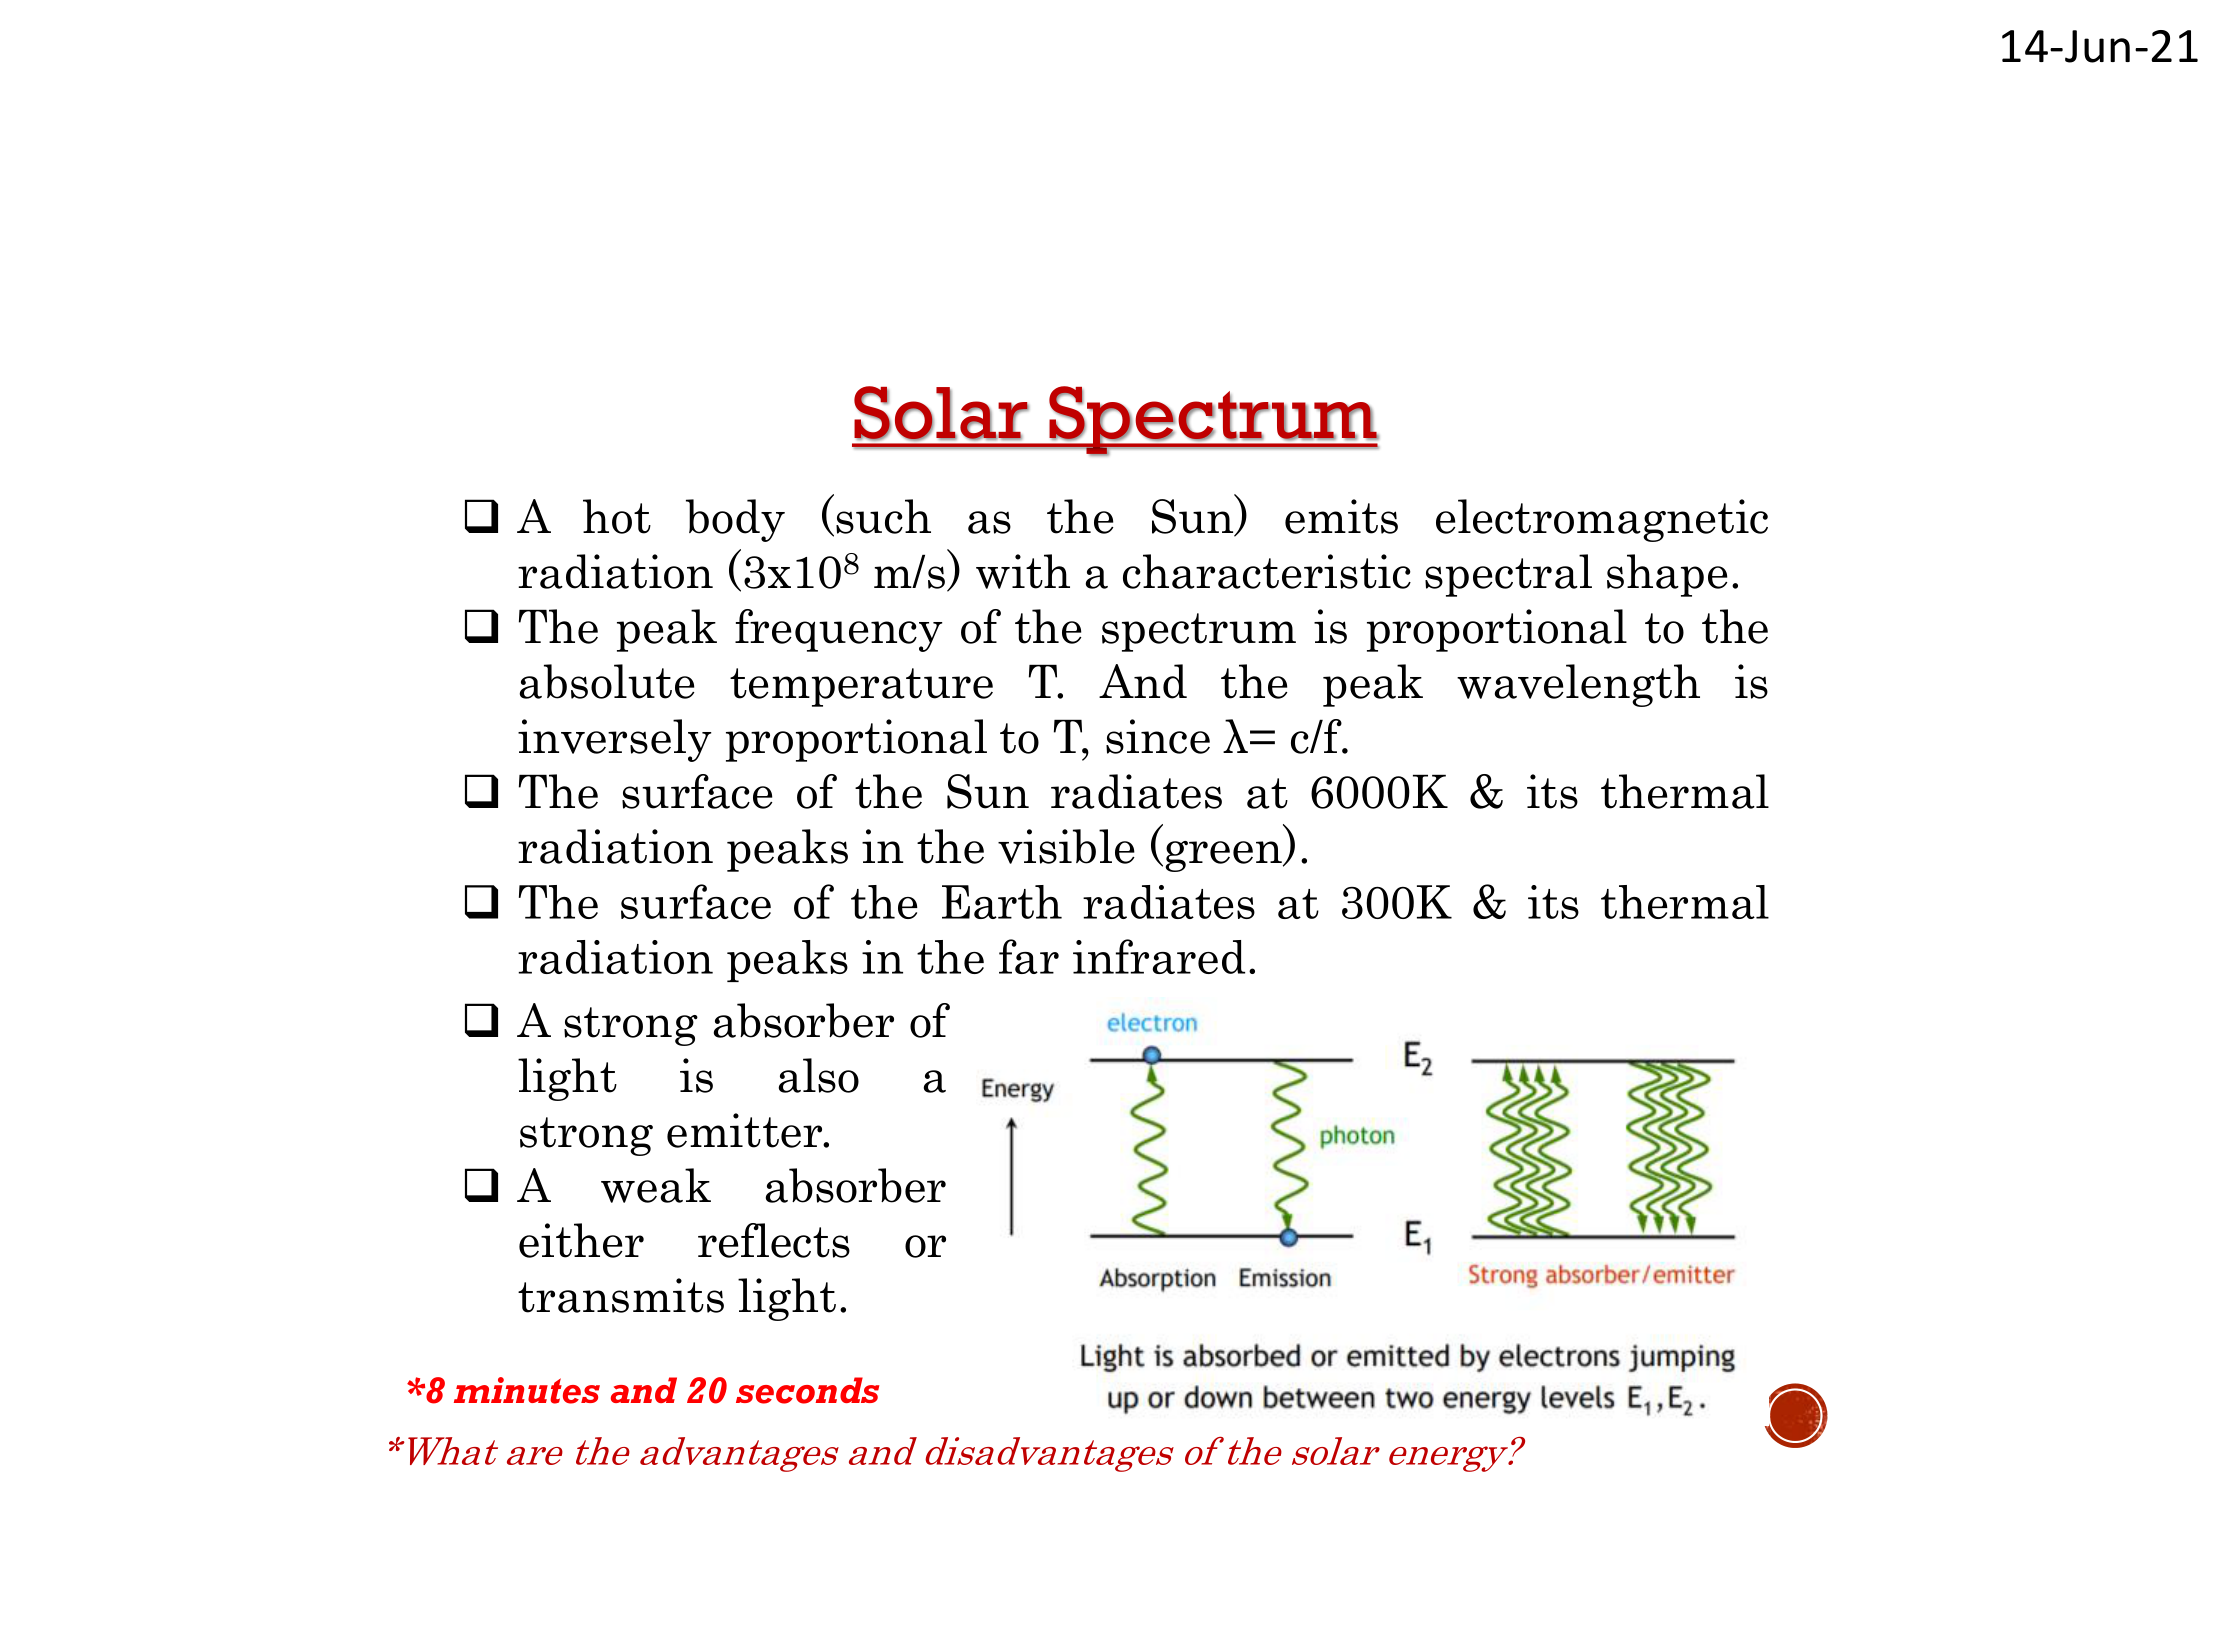 14-Jun-21
Solar Spectrum
❑ A hot body (such as the Sun) emits electromagnetic
radiation (3x10⁸ m/s) with a characteristic spectral shape.
❑ The peak frequency of the spectrum is proportional to the
absolute temperature T. And the peak wavelength is
inversely proportional to T, since λ= c/f.
❑ The surface of the Sun radiates at 6000K & its thermal
radiation peaks in the visible (green).
❑ The surface of the Earth radiates at 300K & its thermal
radiation peaks in the far infrared.
❑ A strong absorber of
light is also a
strong emitter.
❑ A weak absorber
either reflects or
transmits light.
electron
E₂
Energy
photon
E₁
Absorption Emission
Strong absorber/emitter
Light is absorbed or emitted by electrons jumping
up or down between two energy levels E₁,E₂.
*8 minutes and 20 seconds
*What are the advantages and disadvantages of the solar energy?